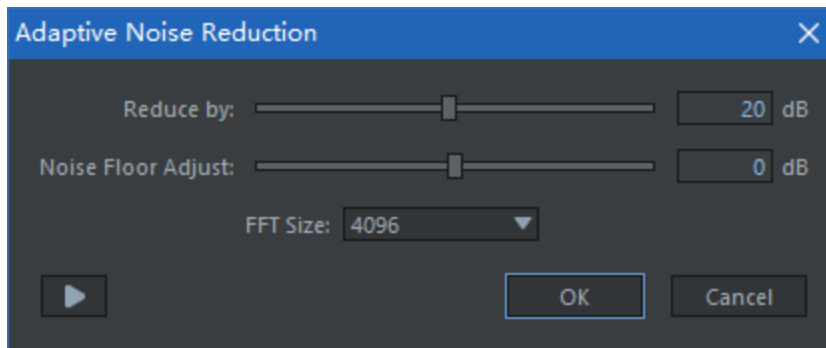 Adaptive Noise Reduction
Reduce by: 20 dB
Noise Floor Adjust: 0 dB
FFT Size: 4096
OK Cancel